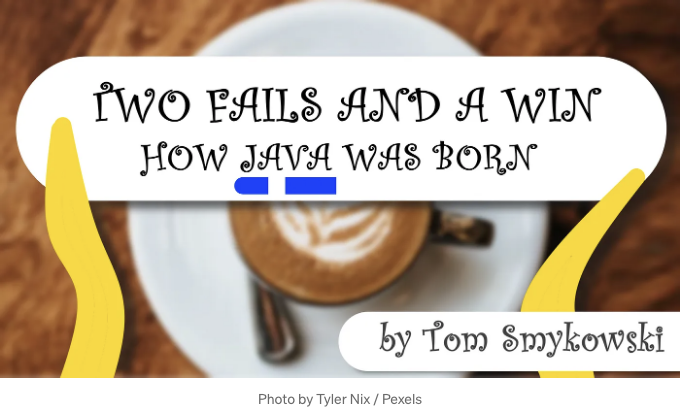 TWO FAILS AND A WIN
HOW JAVA WAS BORN
by Tom Smykowski
Photo by Tyler Nix / Pexels